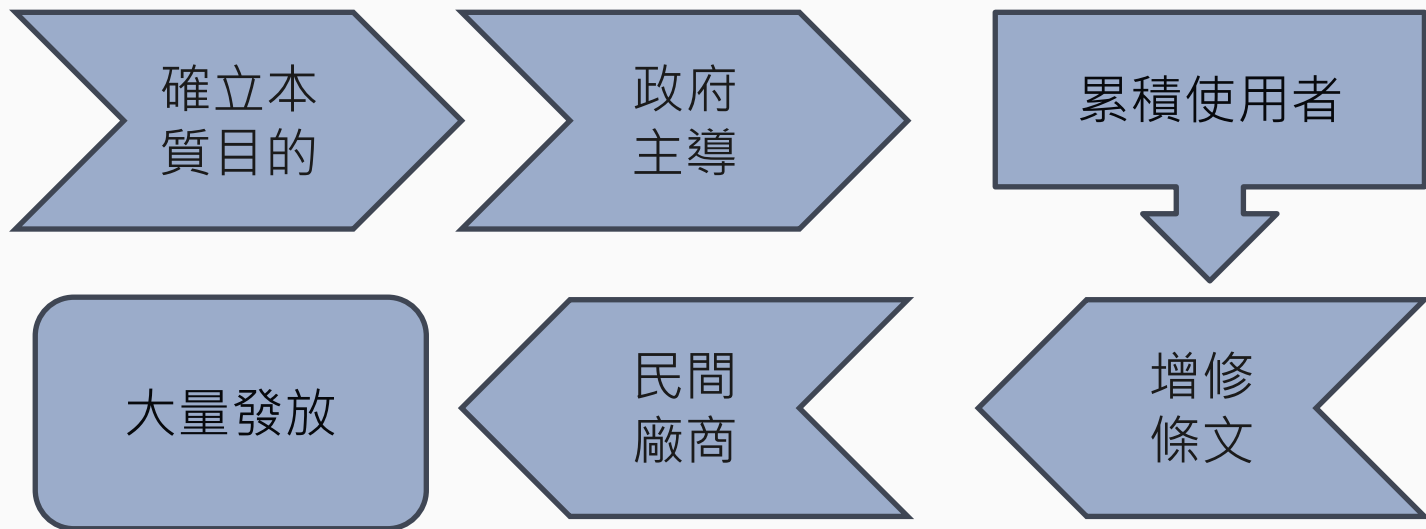 確立本
質目的
政府
主導
累積使用者
增修
條文
民間
廠商
大量發放